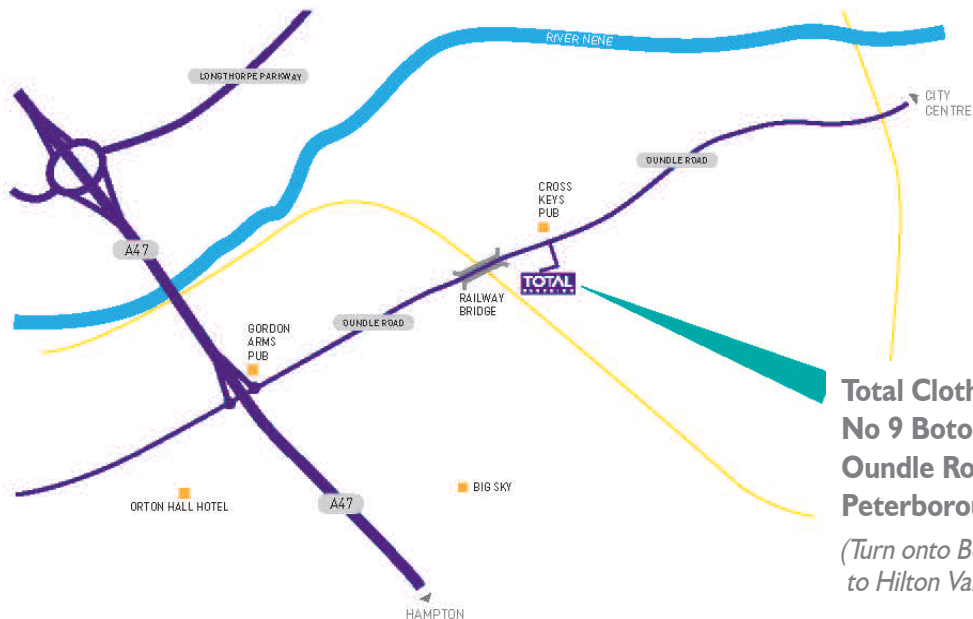 RIVER NENE
LONGTHORPE PARKWAY
CITY
CENTRE
OUNDLE ROAD
CROSS
KEYS
PUB
A47
TOTAL
RAILWAY
BRIDGE
OUNDLE ROAD
GORDON
ARMS
PUB
Total Cloth
No 9 Boto
Oundle Ro
Peterborou
(Turn onto B
to Hilton Va
BIG SKY
ORTON HALL HOTEL
A47
HAMPTON